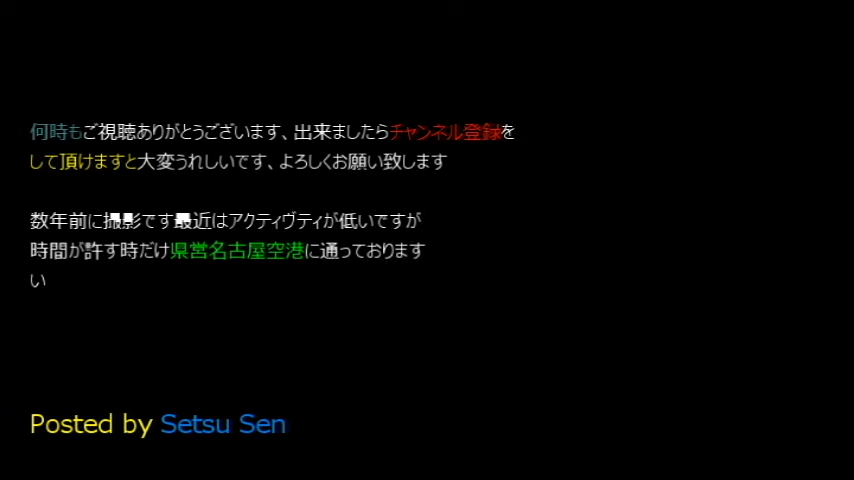 何時もご視聴ありがとうございます、出来ましたらチャンネル登録を
して頂けますと大変うれしいです、よろしくお願い致します
数年前に撮影です最近はアクティヴティが低いですが
時間が許す時だけ県営名古屋空港に通っております
い
Posted by Setsu Sen